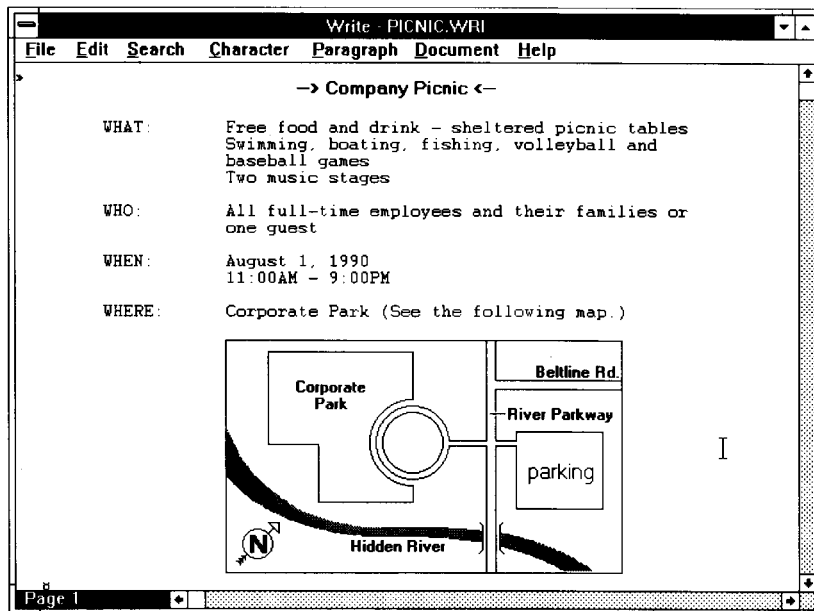 Write - PICNIC.WRI
File Edit Search Character Paragraph Document Help
—> Company Picnic <—
WHAT: Free food and drink - sheltered picnic tables
Swimming, boating, fishing, volleyball and
baseball games
Two music stages
WHO: All full-time employees and their families or
one guest
WHEN: August 1, 1990
11:00AM - 9:00PM
WHERE: Corporate Park (See the following map.)
Beltline Rd.
Corporate
Park
River Parkway
parking
N
Hidden River
Page 1